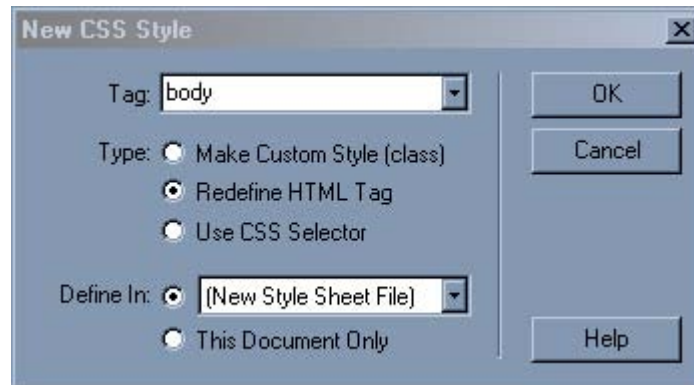 New CSS Style
Tag: body
OK
Type: Make Custom Style (class)
Cancel
Redefine HTML Tag
Use CSS Selector
Define In: (New Style Sheet File)
This Document Only
Help